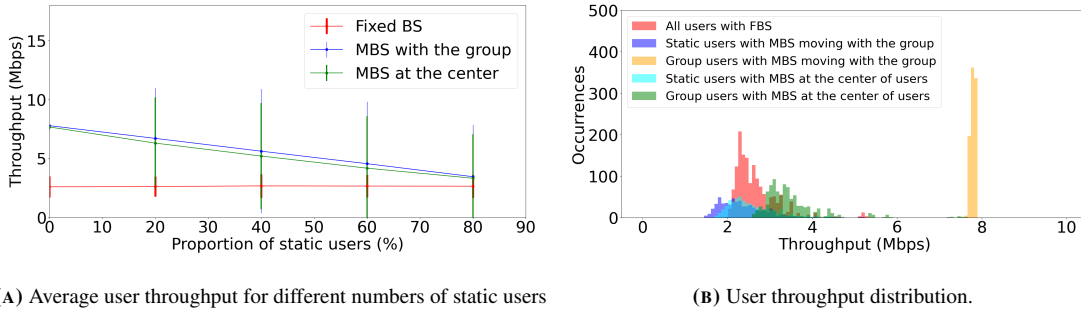 Throughput (Mbps)
15
10
5
0
0 10 20 30 40 50 60 70 80 90
Proportion of static users (%)
Fixed BS
MBS with the group
MBS at the center
Occurrences
500
400
300
200
100
0
0 2 4 6 8 10
Throughput (Mbps)
All users with FBS
Static users with MBS moving with the group
Group users with MBS moving with the group
Static users with MBS at the center of users
Group users with MBS at the center of users
(A) Average user throughput for different numbers of static users
(B) User throughput distribution.